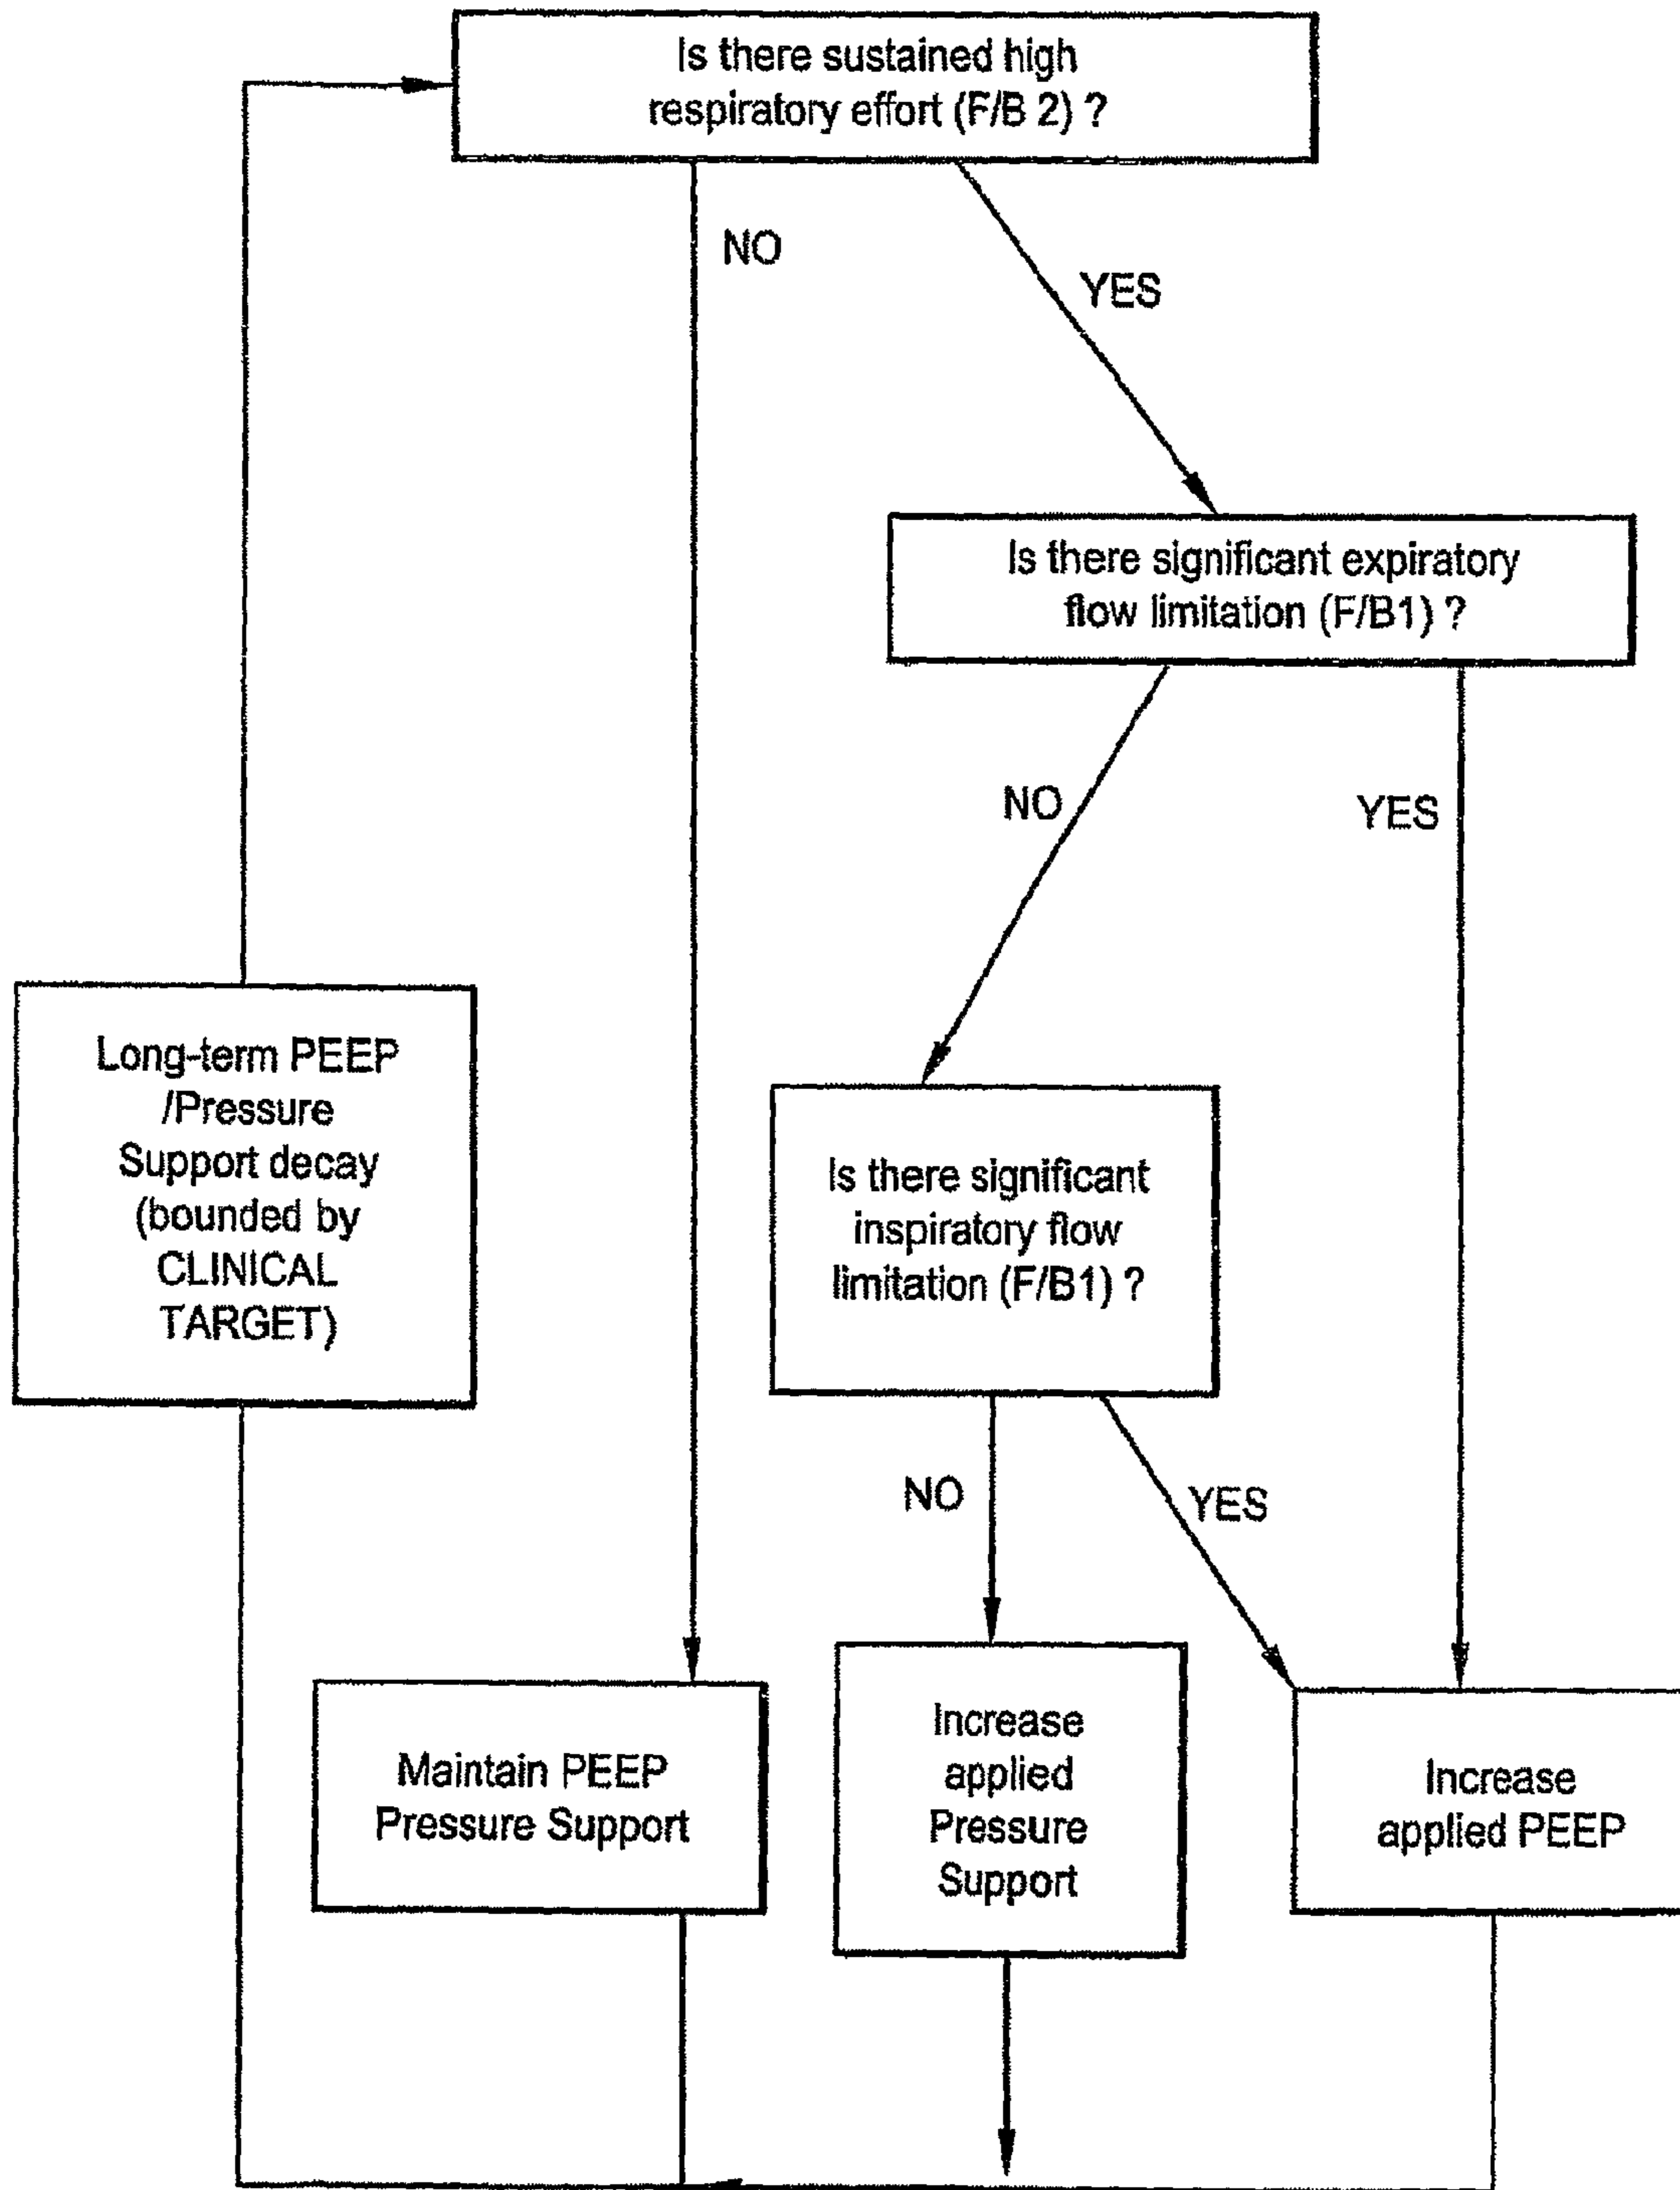 Is there sustained high
respiratory effort (F/B 2) ?
NO
YES
Is there significant expiratory
flow limitation (F/B1) ?
NO
YES
Long-term PEEP
/Pressure
Support decay
(bounded by
CLINICAL
TARGET)
Is there significant
inspiratory flow
limitation (F/B1) ?
NO
YES
Maintain PEEP
Pressure Support
Increase
applied
Pressure
Support
Increase
applied PEEP